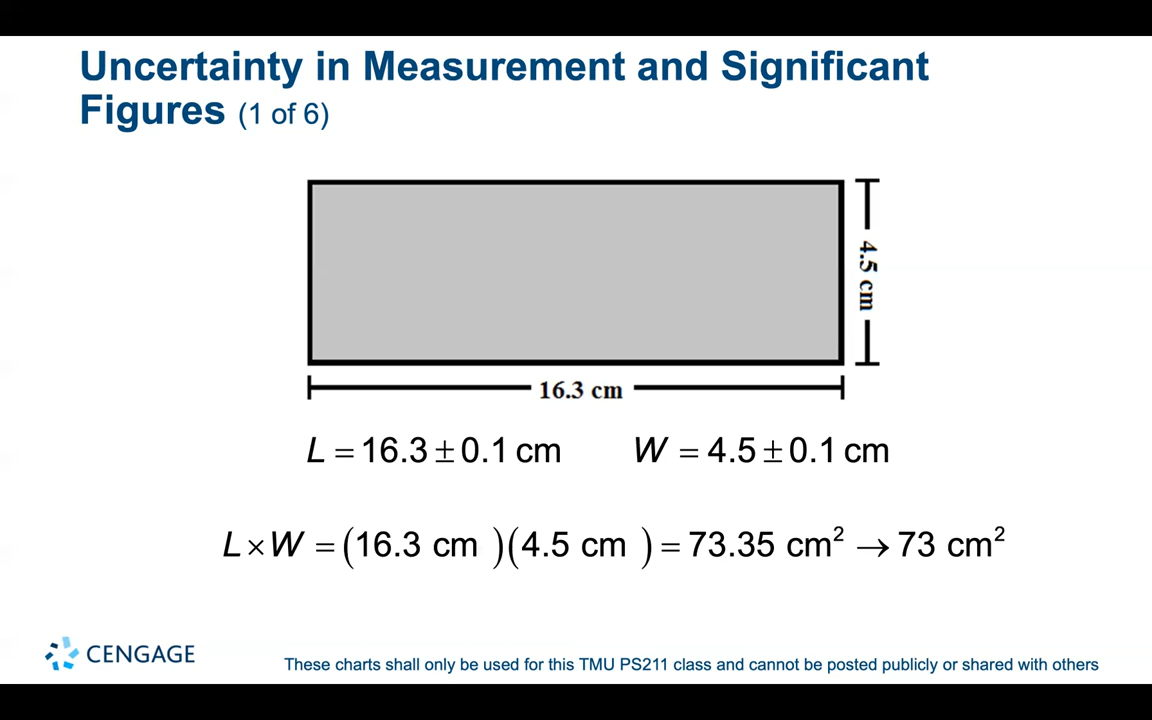 Uncertainty in Measurement and Significant
Figures (1 of 6)
4.5 cm
16.3 cm
L = 16.3 ± 0.1 cm W = 4.5 ± 0.1 cm
L × W = (16.3 cm )(4.5 cm ) = 73.35 cm² → 73 cm²
CENGAGE
These charts shall only be used for this TMU PS211 class and cannot be posted publicly or shared with others